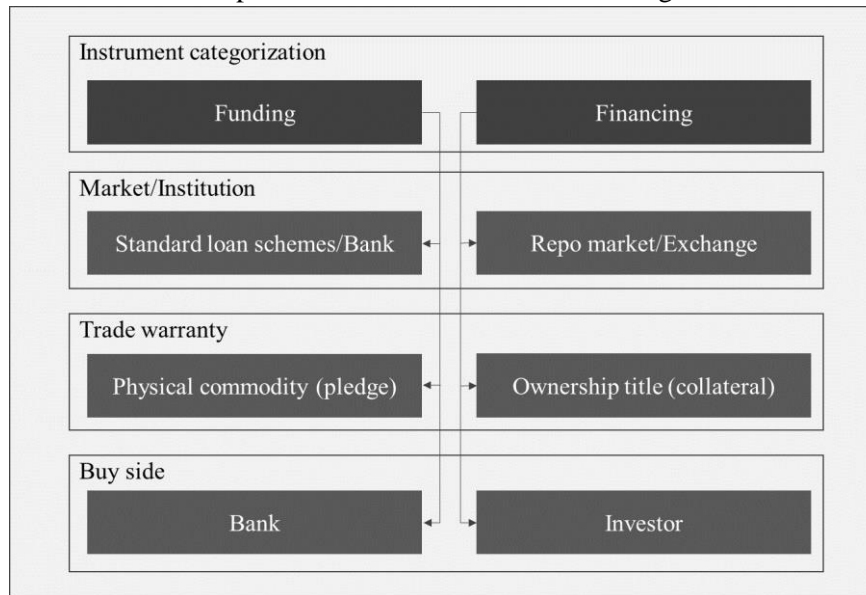 Instrument categorization
Funding
Financing
Market/Institution
Standard loan schemes/Bank
Repo market/Exchange
Trade warranty
Physical commodity (pledge)
Ownership title (collateral)
Buy side
Bank
Investor